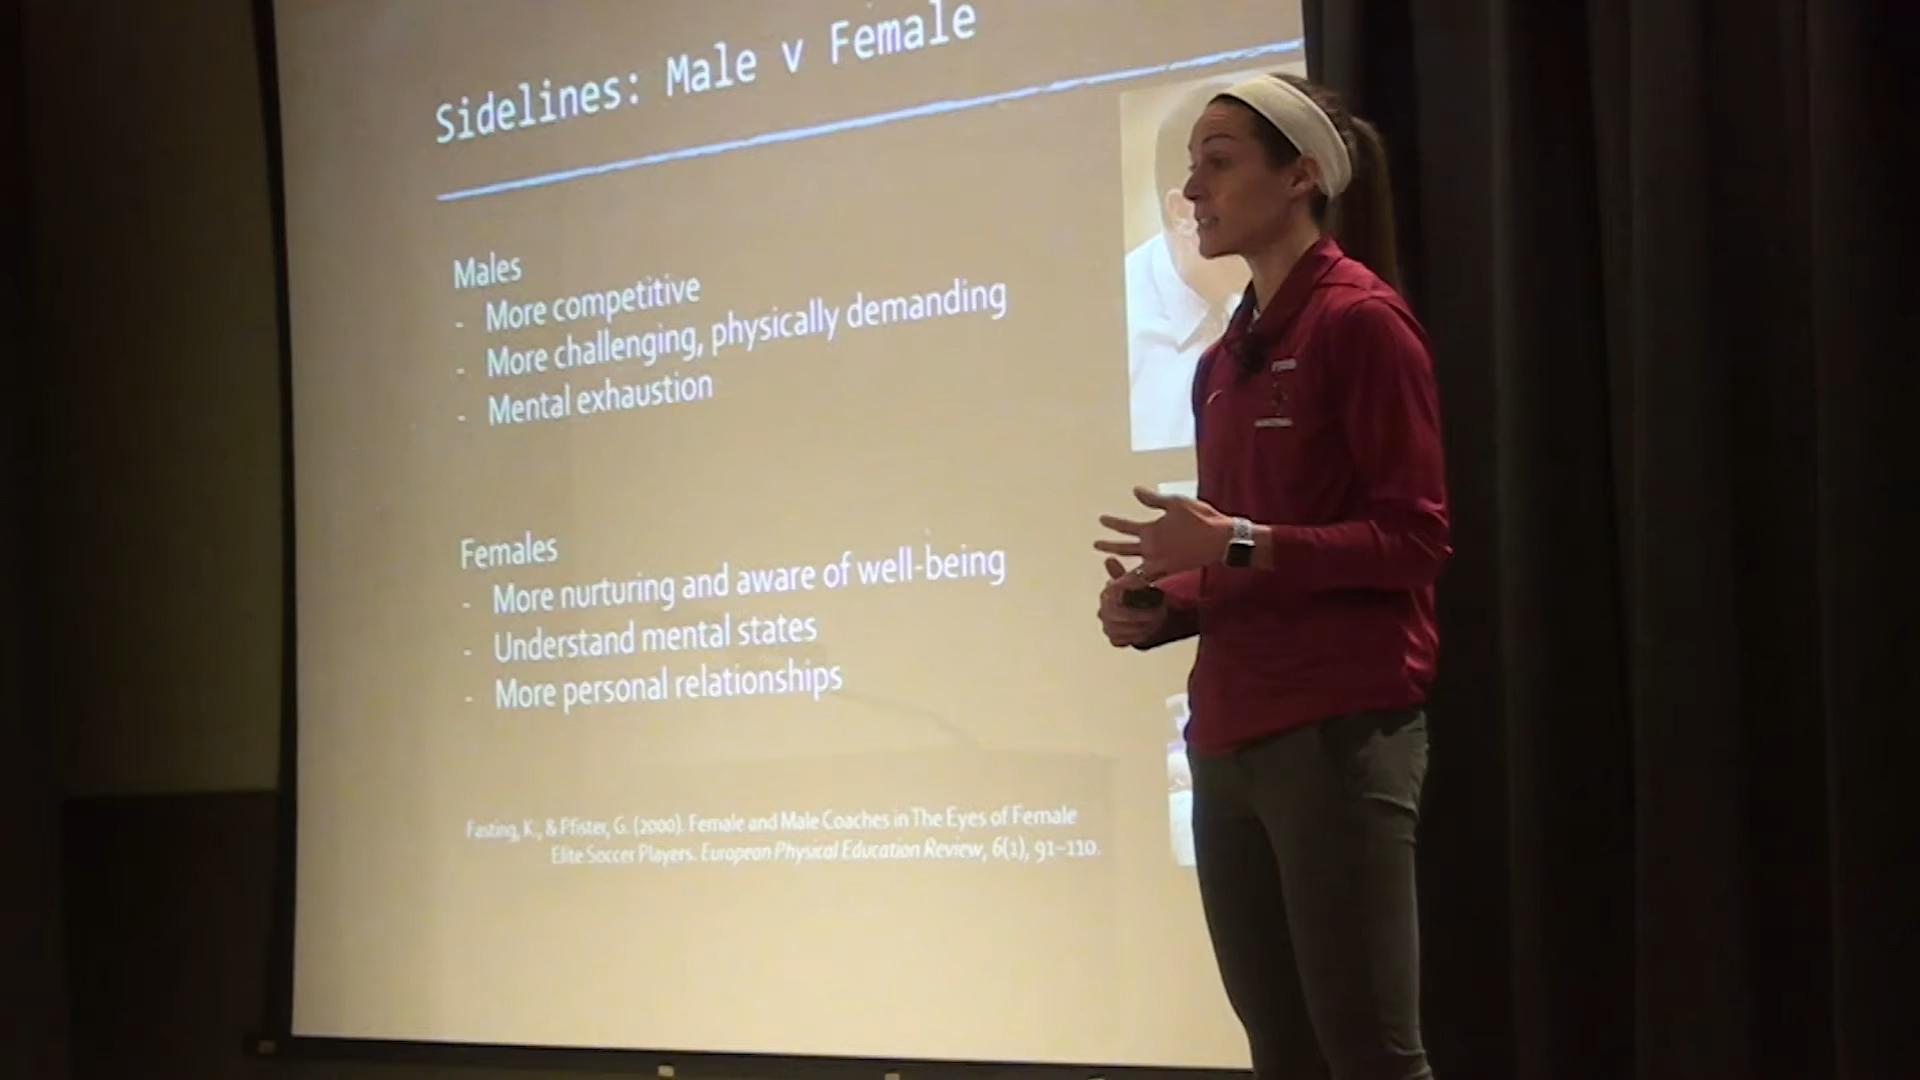 Sidelines: Male v Female
Males
- More competitive
- More challenging, physically demanding
- Mental exhaustion
Females
- More nurturing and aware of well-being
- Understand mental states
- More personal relationships
Fasting, K., & Pfister, G. (2000). Female and Male Coaches in The Eyes of Female
Elite Soccer Players. European Physical Education Review, 6(1), 91–110.